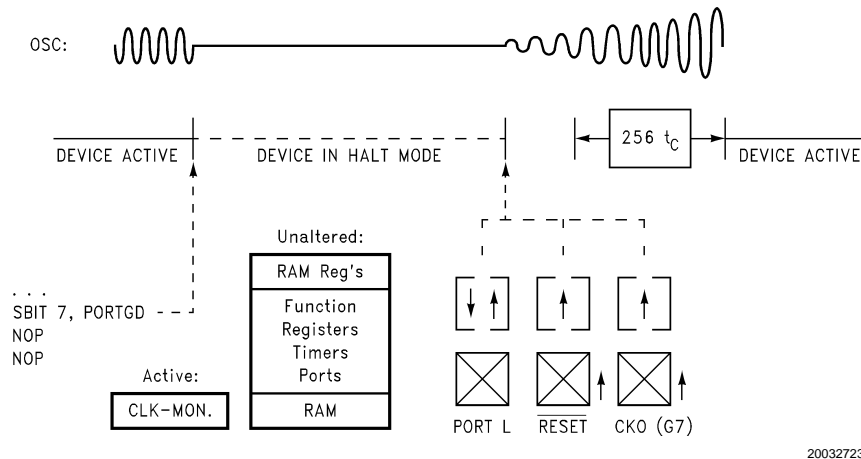 OSC:
256 tC
DEVICE ACTIVE
DEVICE IN HALT MODE
DEVICE ACTIVE
Unaltered:
RAM Reg's
Function
Registers
Timers
Ports
RAM
. . .
SBIT 7, PORTGD
NOP
NOP
Active:
CLK-MON.
PORT L
RESET
CKO (G7)
20032723